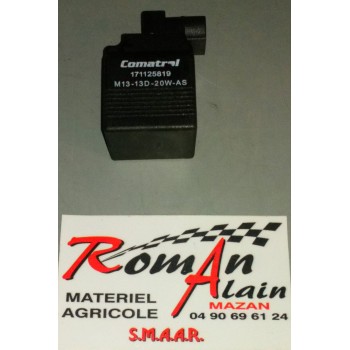 Comatrol
171125819
M13-13D-20W-AS
Roman
Alain
MATERIEL
AGRICOLE
MAZAN
04 90 69 61 24
S.M.A.A.R.